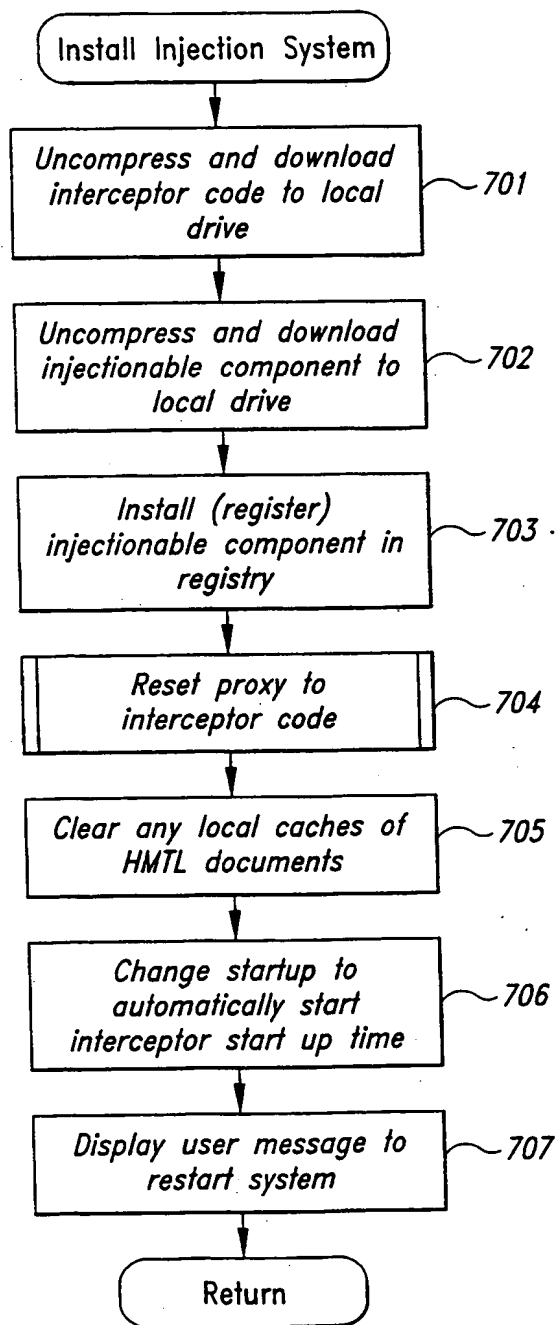 Install Injection System
Uncompress and download
interceptor code to local
drive
701
Uncompress and download
injectionable component to
local drive
702
Install (register)
injectionable component in
registry
703
Reset proxy to
interceptor code
704
Clear any local caches of
HMTL documents
705
Change startup to
automatically start
interceptor start up time
706
Display user message to
restart system
707
Return